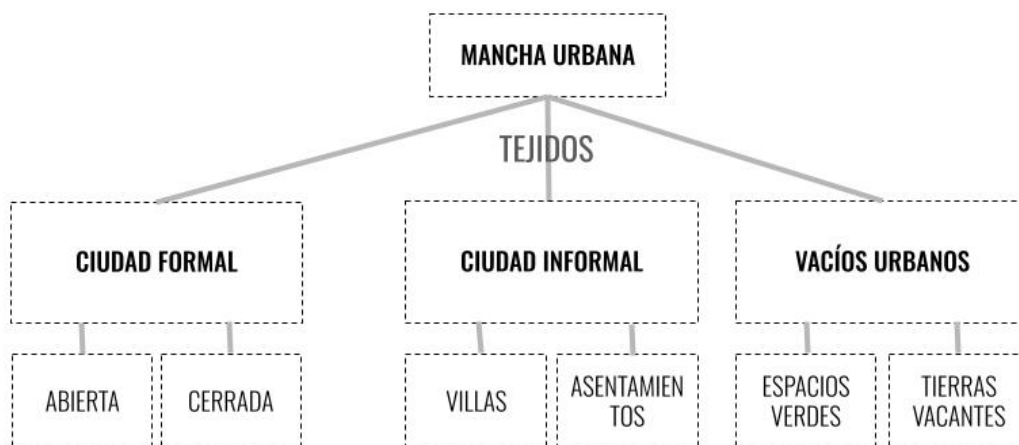 MANCHA URBANA
TEJIDOS
CIUDAD FORMAL
CIUDAD INFORMAL
VACÍOS URBANOS
ABIERTA
CERRADA
VILLAS
ASENTAMIEN
TOS
ESPACIOS
VERDES
TIERRAS
VACANTES